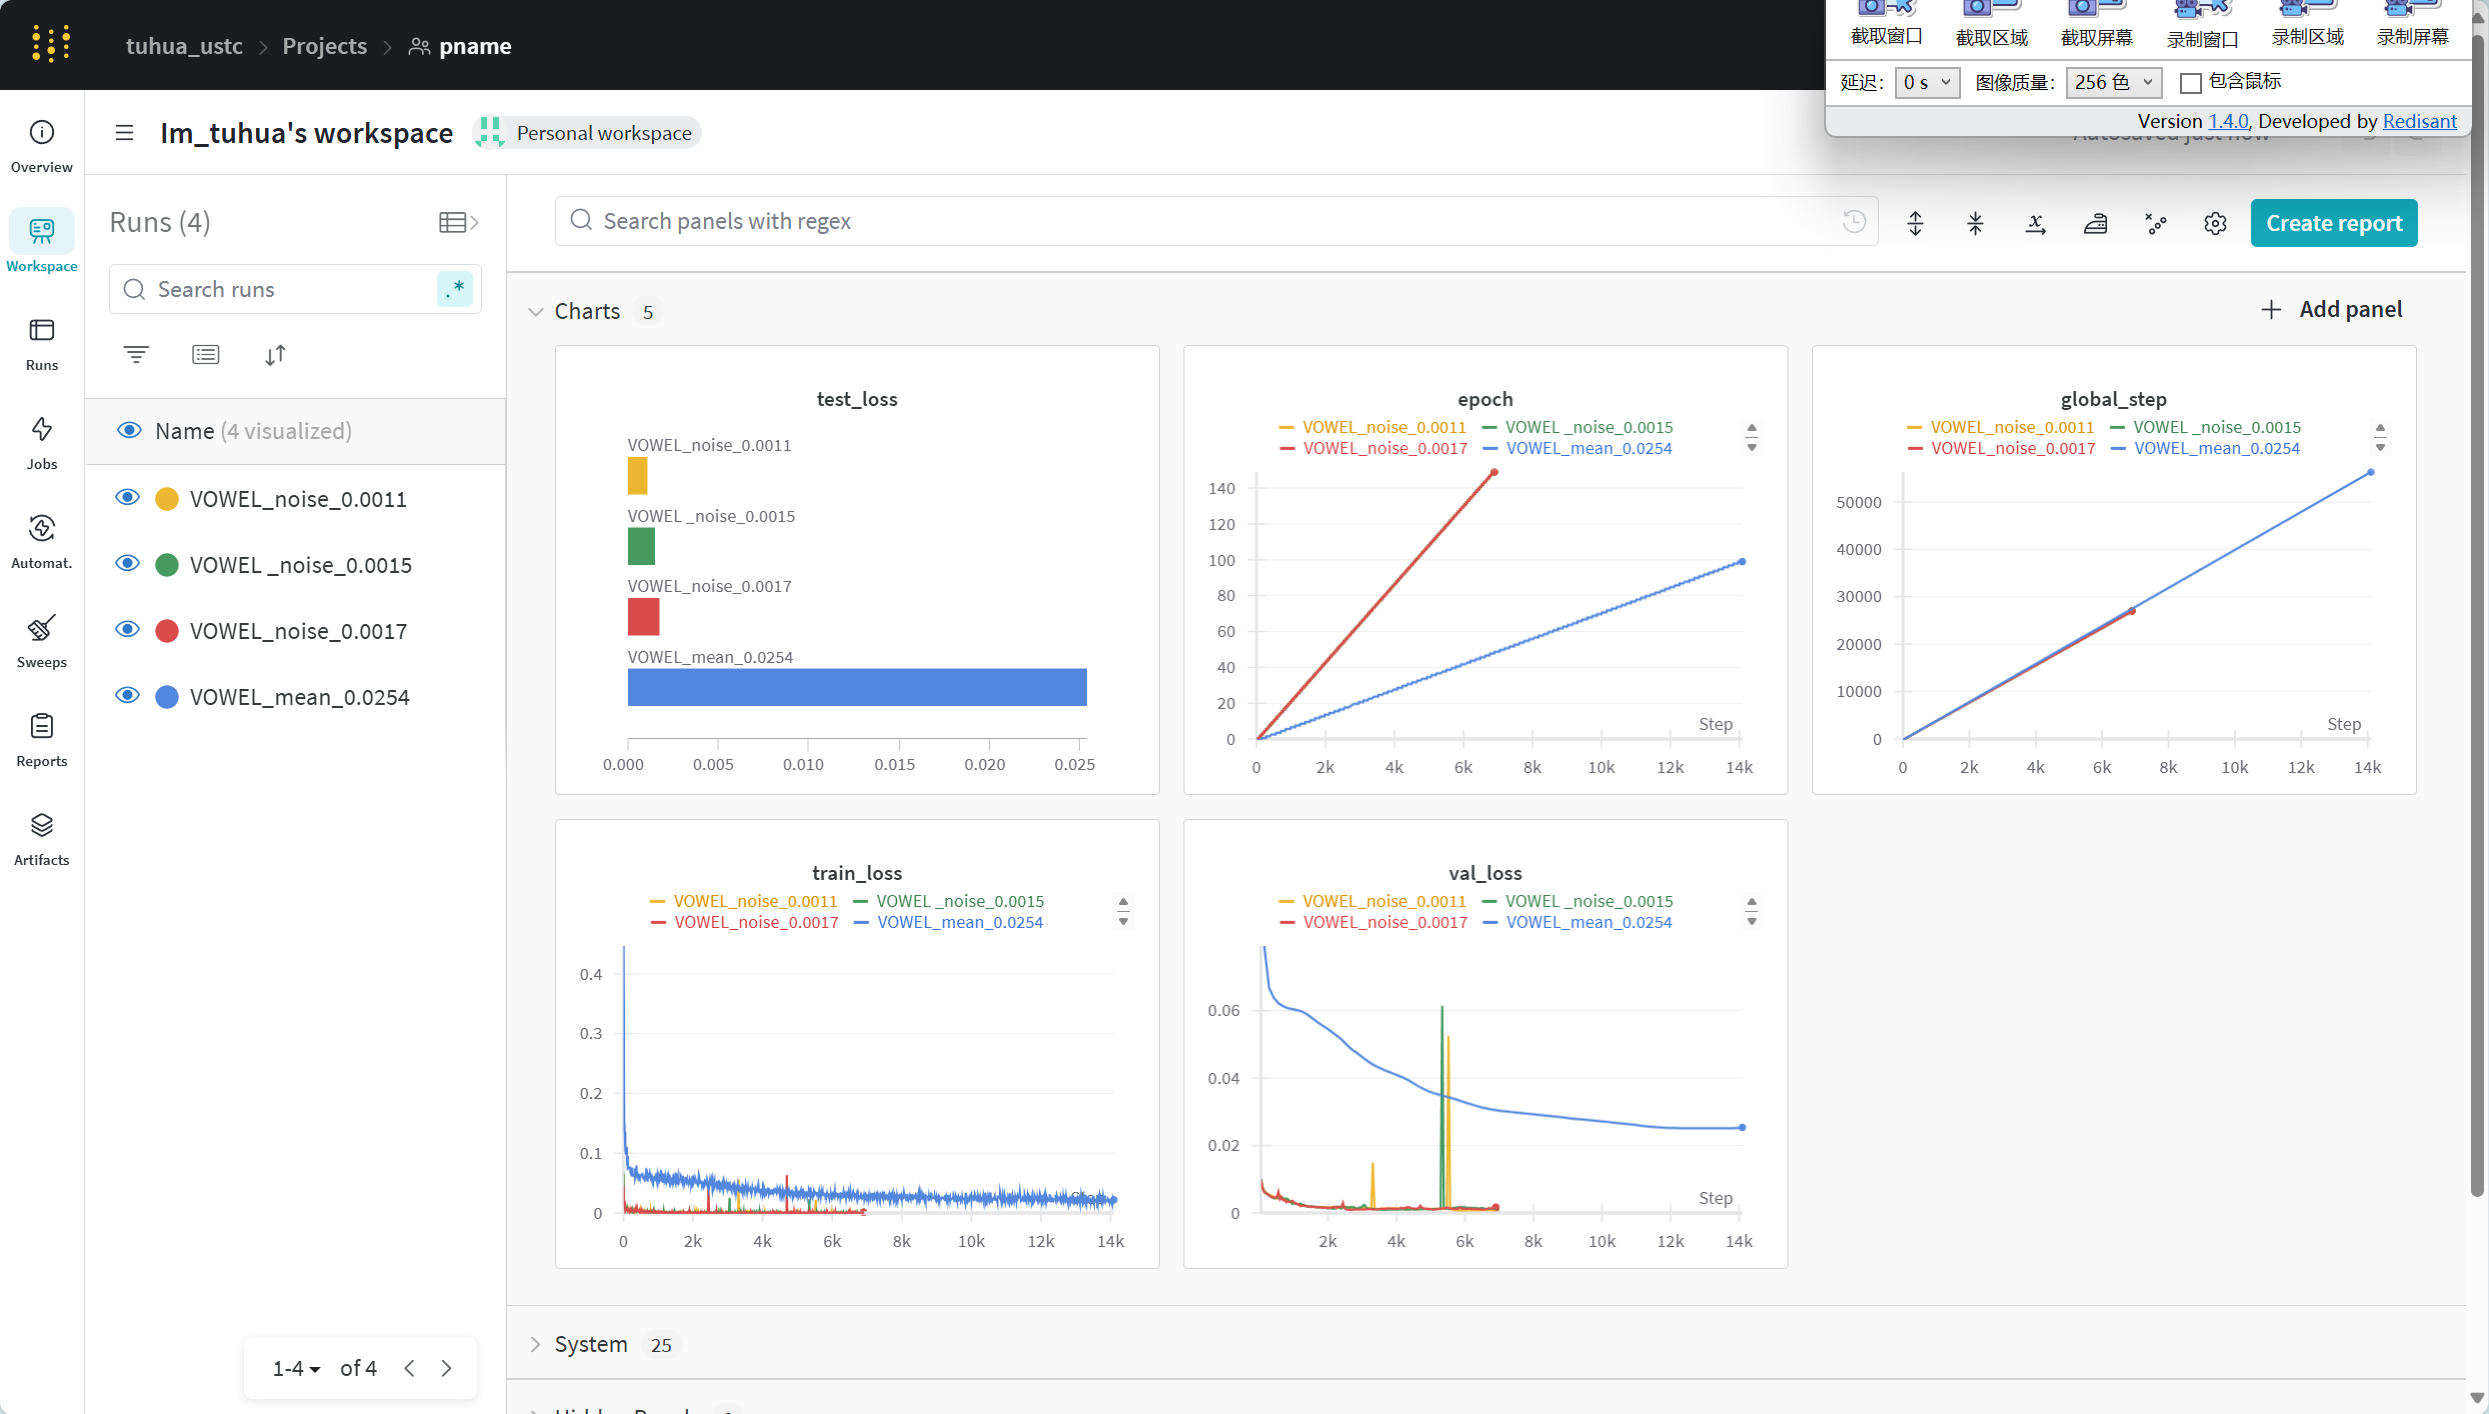 tuhua_ustc > Projects > pname
截取窗口 截取区域 截取屏幕 录制窗口 录制区域 录制屏幕
延迟: 0 s 图像质量: 256 色 包含鼠标
Version 1.4.0, Developed by Redisant
Autosaved just now
Overview
Workspace
Runs
Jobs
Automat.
Sweeps
Reports
Artifacts
Im_tuhua's workspace
Personal workspace
Runs (4)
Search runs
.*
Name (4 visualized)
VOWEL_noise_0.0011
VOWEL _noise_0.0015
VOWEL_noise_0.0017
VOWEL_mean_0.0254
1-4 of 4
Search panels with regex
Create report
Charts 5
Add panel
test_loss
VOWEL_noise_0.0011
VOWEL _noise_0.0015
VOWEL_noise_0.0017
VOWEL_mean_0.0254
0.000 0.005 0.010 0.015 0.020 0.025
epoch
VOWEL_noise_0.0011 VOWEL _noise_0.0015
VOWEL_noise_0.0017 VOWEL_mean_0.0254
140
120
100
80
60
40
20
0
Step
0 2k 4k 6k 8k 10k 12k 14k
global_step
VOWEL_noise_0.0011 VOWEL _noise_0.0015
VOWEL_noise_0.0017 VOWEL_mean_0.0254
50000
40000
30000
20000
10000
0
Step
0 2k 4k 6k 8k 10k 12k 14k
train_loss
VOWEL_noise_0.0011 VOWEL _noise_0.0015
VOWEL_noise_0.0017 VOWEL_mean_0.0254
0.4
0.3
0.2
0.1
0
Step
0 2k 4k 6k 8k 10k 12k 14k
val_loss
VOWEL_noise_0.0011 VOWEL _noise_0.0015
VOWEL_noise_0.0017 VOWEL_mean_0.0254
0.06
0.04
0.02
0
Step
2k 4k 6k 8k 10k 12k 14k
System 25